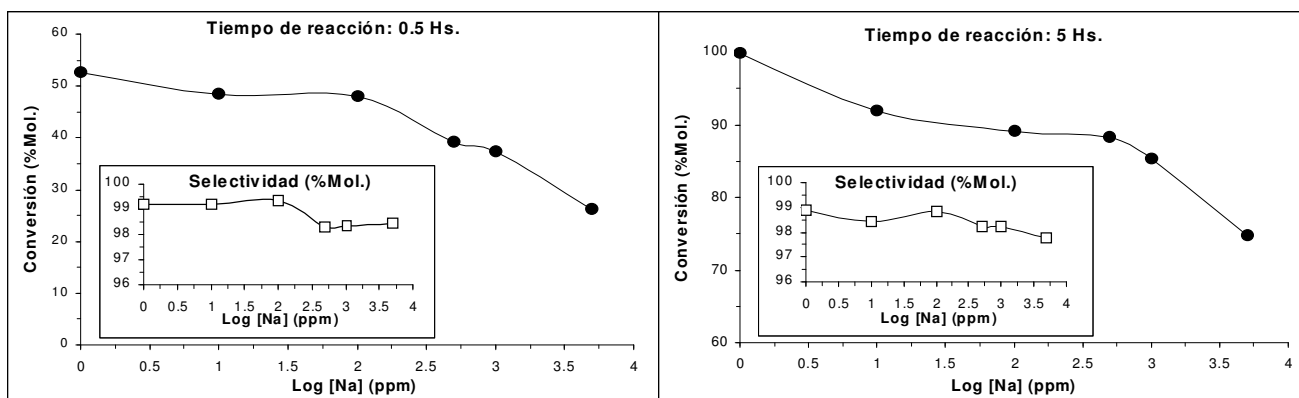 Tiempo de reacción: 0.5 Hs.
Conversión (%Mol.)
60
50
40
30
20
10
0
0 0.5 1 1.5 2 2.5 3 3.5 4
Log [Na] (ppm)
Selectividad (%Mol.)
100
99
98
96
0 0.5 1 1.5 2 2.5 3 3.5 4
Log [Na] (ppm)
Tiempo de reacción: 5 Hs.
Conversión (%Mol.)
100
90
80
70
60
0 0.5 1 1.5 2 2.5 3 3.5 4
Log [Na] (ppm)
Selectividad (%Mol.)
100
99
98
96
0 0.5 1 1.5 2 2.5 3 3.5 4
Log [Na] (ppm)